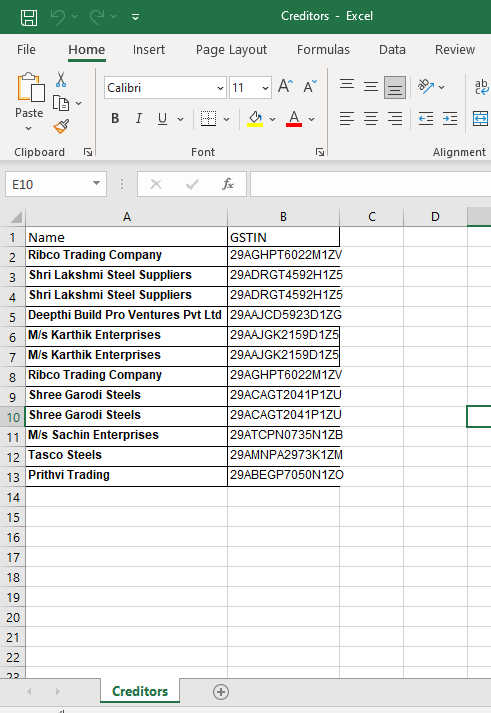 Creditors - Excel
File Home Insert Page Layout Formulas Data Review
Calibri 11 A A ab
Paste B I U A
Clipboard Font Alignment
E10 fx
A B C D
1 Name GSTIN
2 Ribco Trading Company 29AGHPT6022M1ZV
3 Shri Lakshmi Steel Suppliers 29ADRGT4592H1Z5
4 Shri Lakshmi Steel Suppliers 29ADRGT4592H1Z5
5 Deepthi Build Pro Ventures Pvt Ltd 29AAJCD5923D1ZG
6 M/s Karthik Enterprises 29AAJGK2159D1Z5
7 M/s Karthik Enterprises 29AAJGK2159D1Z5
8 Ribco Trading Company 29AGHPT6022M1ZV
9 Shree Garodi Steels 29ACAGT2041P1ZU
10 Shree Garodi Steels 29ACAGT2041P1ZU
11 M/s Sachin Enterprises 29ATCPN0735N1ZB
12 Tasco Steels 29AMNPA2973K1ZM
13 Prithvi Trading 29ABEGP7050N1ZO
14
15
16
17
18
19
20
21
22
23
Creditors